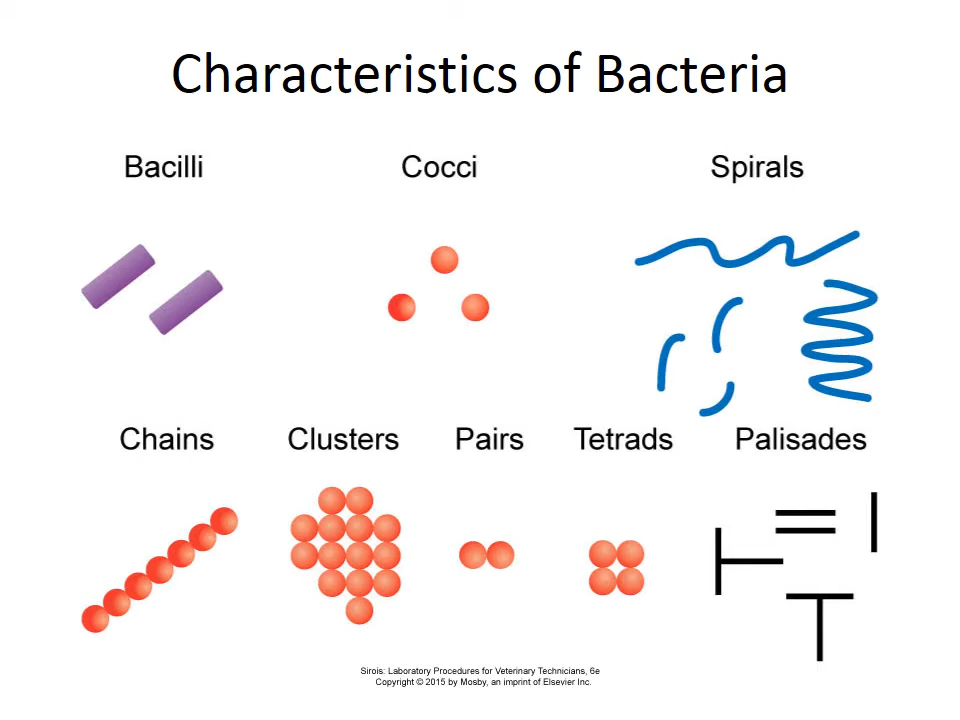 Characteristics of Bacteria
Bacilli
Cocci
Spirals
Chains
Clusters
Pairs
Tetrads
Palisades
Sirois: Laboratory Procedures for Veterinary Technicians, 6e
Copyright © 2015 by Mosby, an imprint of Elsevier Inc.